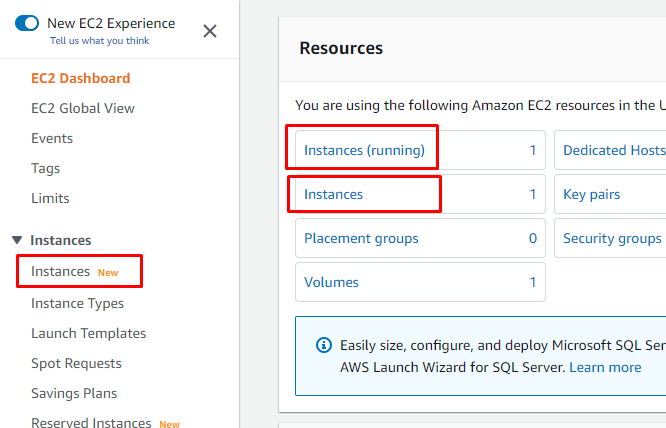 New EC2 Experience
Tell us what you think
EC2 Dashboard
EC2 Global View
Events
Tags
Limits
Instances
Instances New
Instance Types
Launch Templates
Spot Requests
Savings Plans
Reserved Instances New
Resources
You are using the following Amazon EC2 resources in the U
Instances (running) 1 Dedicated Hosts
Instances 1 Key pairs
Placement groups 0 Security groups
Volumes 1
Easily size, configure, and deploy Microsoft SQL Ser
AWS Launch Wizard for SQL Server. Learn more